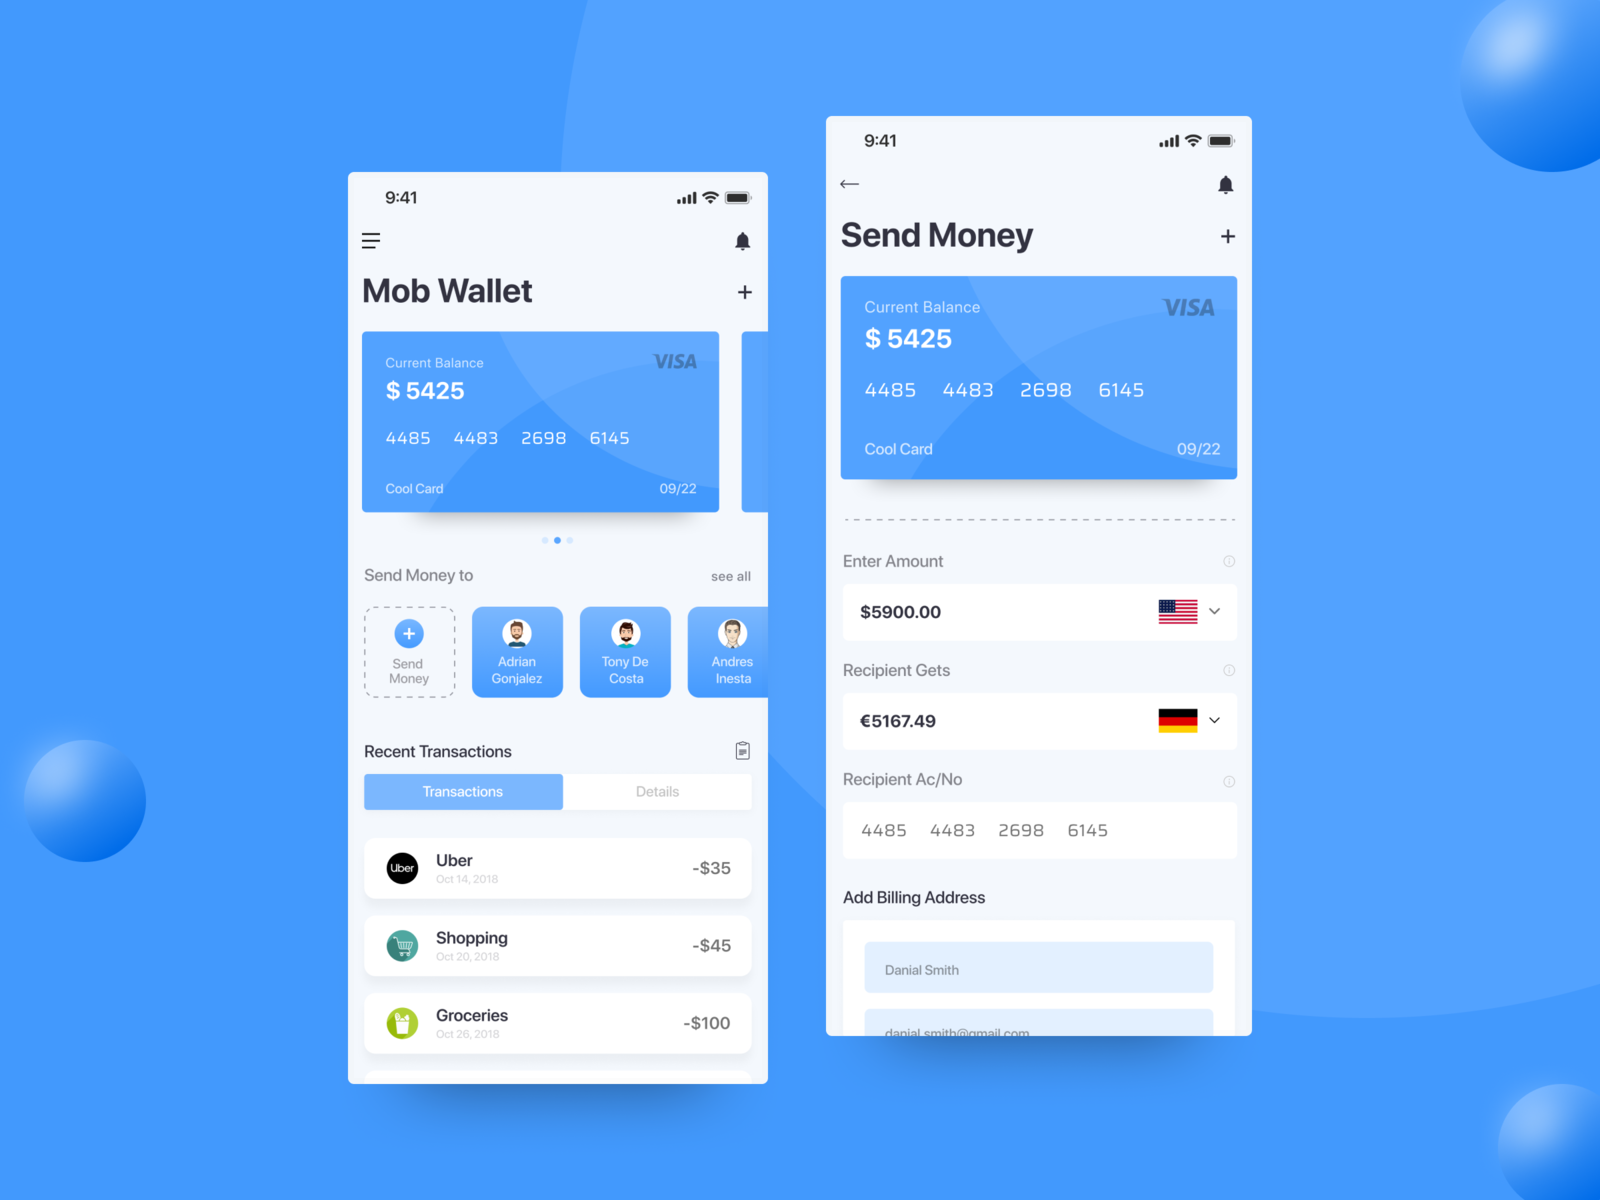 9:41
Mob Wallet
Current Balance
VISA
$ 5425
4485 4483 2698 6145
Cool Card
09/22
Send Money to
see all
Send
Money
Adrian
Gonjalez
Tony De
Costa
Andres
Inesta
Recent Transactions
Transactions
Details
Uber
Uber
Oct 14, 2018
-$35
Shopping
Oct 20, 2018
-$45
Groceries
Oct 26, 2018
-$100
9:41
Send Money
Current Balance
VISA
$ 5425
4485 4483 2698 6145
Cool Card
09/22
Enter Amount
$5900.00
Recipient Gets
€5167.49
Recipient Ac/No
4485 4483 2698 6145
Add Billing Address
Danial Smith
danial.smith@gmail.com